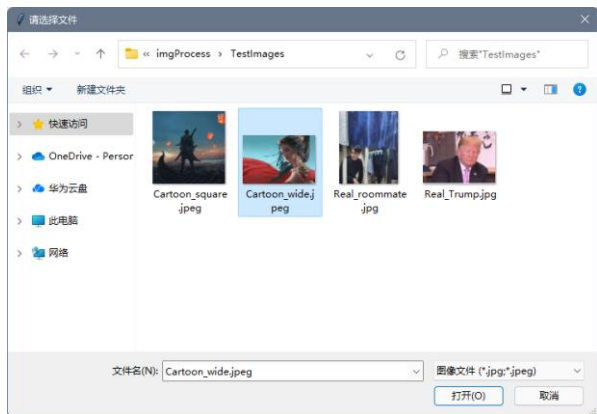 请选择文件
« imgProcess › TestImages
搜索"TestImages"
组织 新建文件夹
快速访问
OneDrive - Person
华为云盘
此电脑
网络
Cartoon_square
.jpeg
Cartoon_wide.j
peg
Real_roommate
.jpg
Real_Trump.jpg
文件名(N): Cartoon_wide.jpeg
图像文件 (*.jpg;*.jpeg)
打开(O) 取消